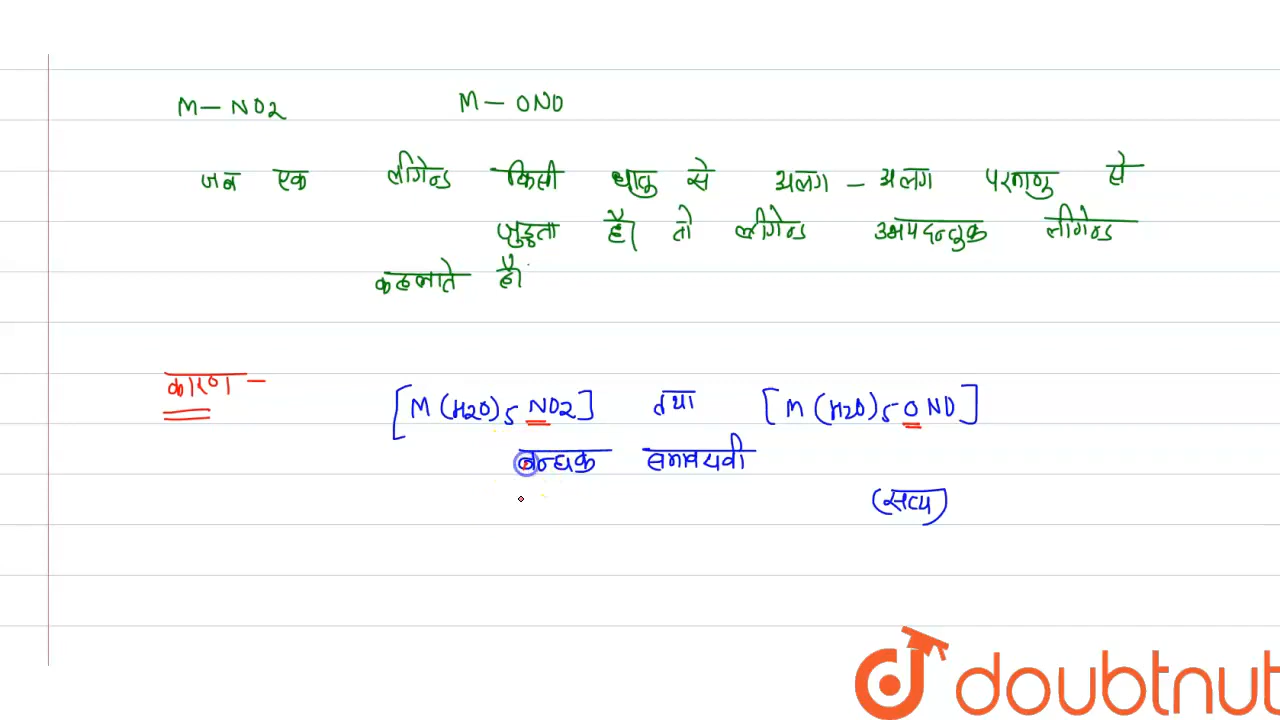 M — NO2 M — ONO
जब एक लीगेन्ड किसी धातु से अलग - अलग परमाणु से
जुड़ता है। तो लीगेन्ड उभयदन्तुक लीगेन्ड
कहलाते है।
कारण —
[M (H2O)5 NO2] तथा [M (H2O)5 ONO]
बन्धक समावयवी
(सत्य)
doubtnut